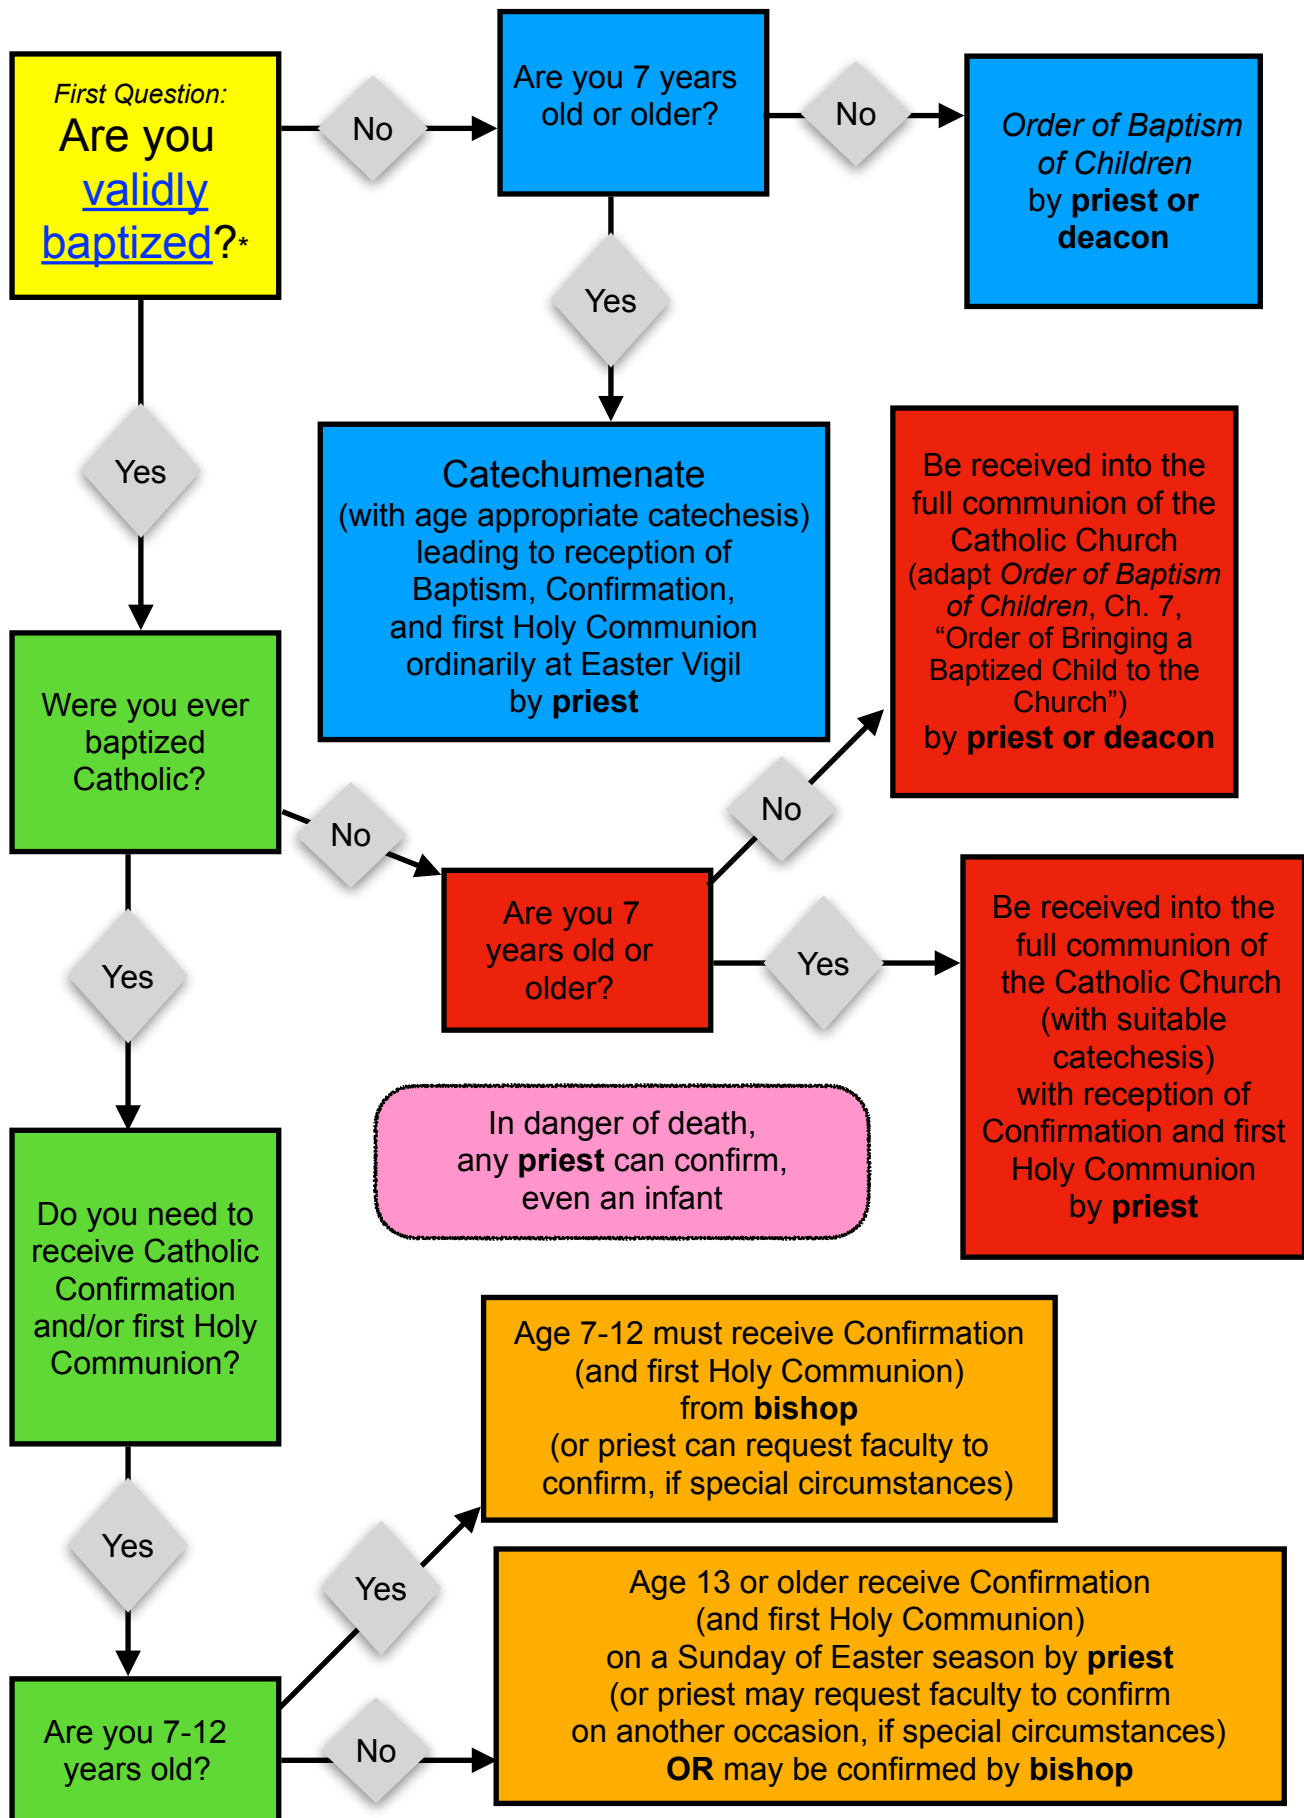 First Question:
Are you
validly
baptized?*
No
Are you 7 years
old or older?
No
Order of Baptism
of Children
by priest or
deacon
Yes
Yes
Catechumenate
(with age appropriate catechesis)
leading to reception of
Baptism, Confirmation,
and first Holy Communion
ordinarily at Easter Vigil
by priest
Be received into the
full communion of the
Catholic Church
(adapt Order of Baptism
of Children, Ch. 7,
“Order of Bringing a
Baptized Child to the
Church”)
by priest or deacon
Were you ever
baptized
Catholic?
No
No
Are you 7
years old or
older?
Yes
Be received into the
full communion of
the Catholic Church
(with suitable
catechesis)
with reception of
Confirmation and first
Holy Communion
by priest
Yes
In danger of death,
any priest can confirm,
even an infant
Do you need to
receive Catholic
Confirmation
and/or first Holy
Communion?
Age 7-12 must receive Confirmation
(and first Holy Communion)
from bishop
(or priest can request faculty to
confirm, if special circumstances)
Yes
Yes
Are you 7-12
years old?
No
Age 13 or older receive Confirmation
(and first Holy Communion)
on a Sunday of Easter season by priest
(or priest may request faculty to confirm
on another occasion, if special circumstances)
OR may be confirmed by bishop